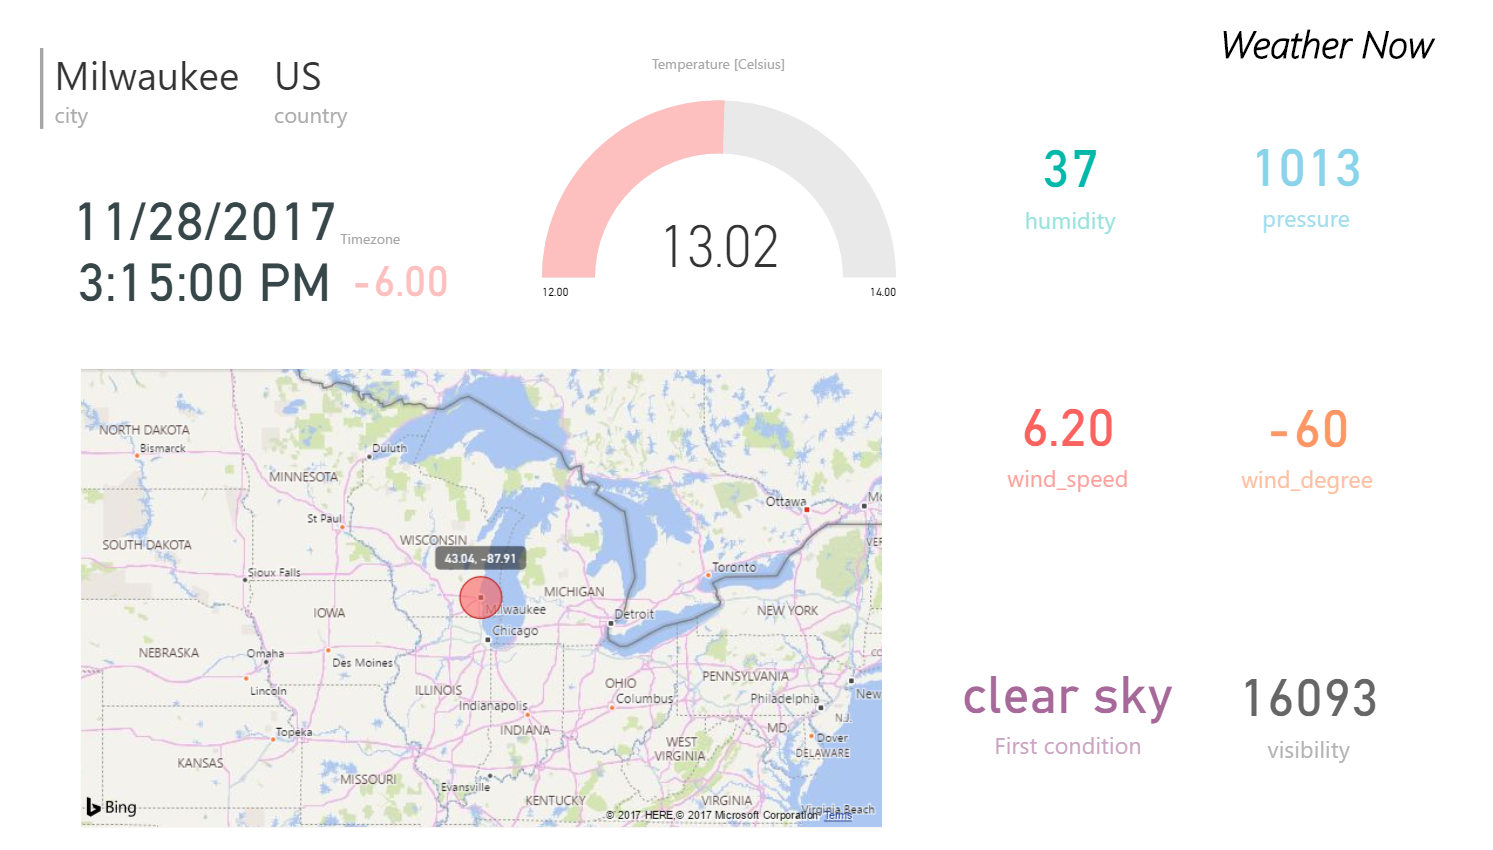 Weather Now
Milwaukee US
city country
Temperature [Celsius]
13.02
12.00 14.00
11/28/2017
Timezone
3:15:00 PM -6.00
37 1013
humidity pressure
6.20 -60
wind_speed wind_degree
clear sky 16093
First condition visibility
NORTH DAKOTA
Bismarck
Duluth
MINNESOTA
Ottawa
St Paul
WISCONSIN
SOUTH DAKOTA
43.04, -87.91
Sioux Falls
Toronto
MICHIGAN
IOWA
Milwaukee
Detroit
NEW YORK
Chicago
NEBRASKA
Omaha
Des Moines
Lincoln
ILLINOIS
OHIO
PENNSYLVANIA
Indianapolis
Columbus
Philadelphia
New
N.J.
Topeka
INDIANA
MD.
Dover
WEST
VIRGINIA
DELAWARE
KANSAS
MISSOURI
Evansville
KENTUCKY
VIRGINIA
Virginia Beach
Bing
© 2017 HERE,© 2017 Microsoft Corporation Terms